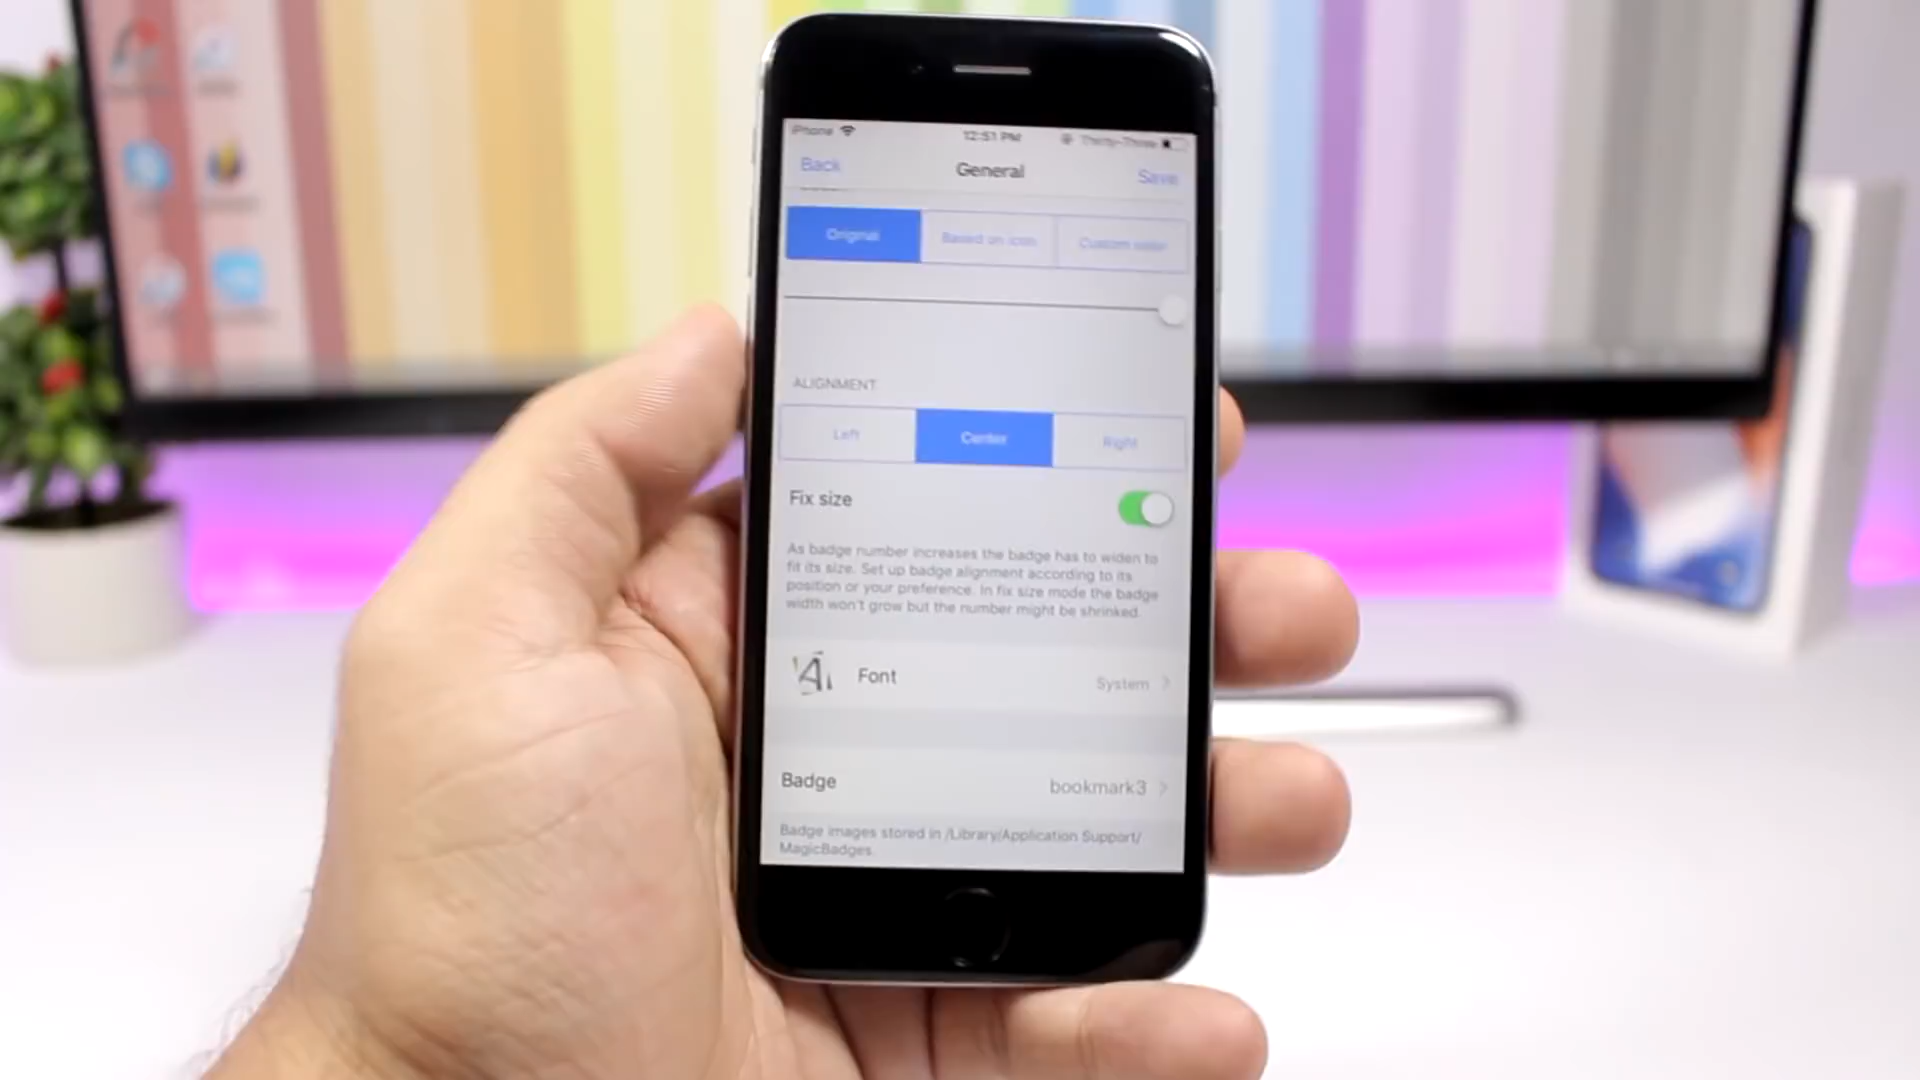 iPhone 12:51 PM Thirty-Three
Back General Save
Original Based on icon Custom color
ALIGNMENT
Left Center Right
Fix size
As badge number increases the badge has to widen to
fit its size. Set up badge alignment according to its
position or your preference. In fix size mode the badge
width won't grow but the number might be shrinked.
Font System
Badge bookmark3
Badge images stored in /Library/Application Support/
MagicBadges.